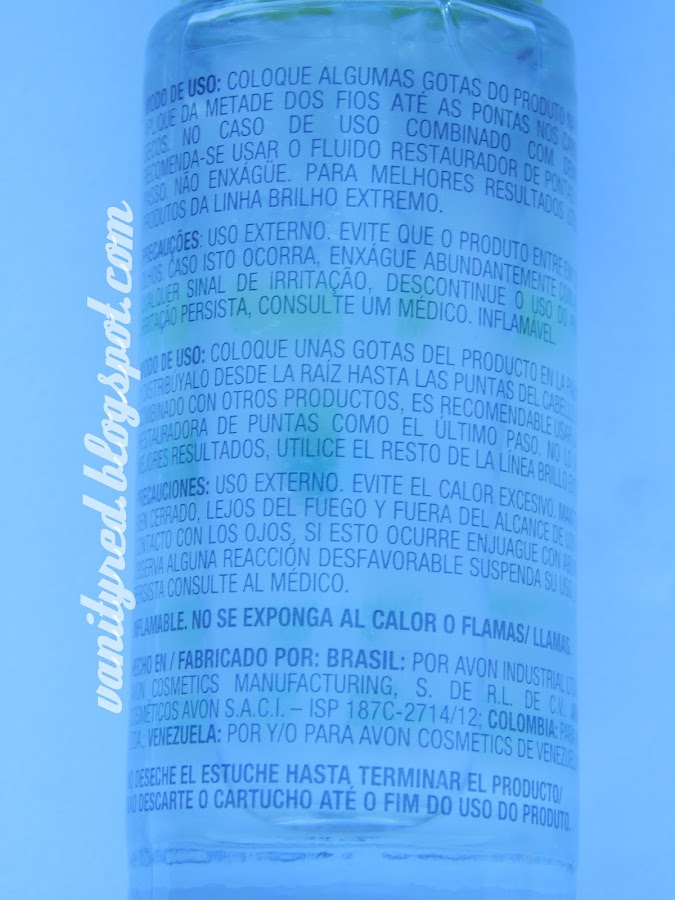 MODO DE USO: COLOQUE ALGUMAS GOTAS DO PRODUTO
DA METADE DOS FIOS ATÉ AS PONTAS NOS
NO CASO DE USO COMBINADO COM
RECOMENDA-SE USAR O FLUIDO RESTAURADOR DE PONTAS
NÃO ENXÁGÜE. PARA MELHORES RESULTADOS
PRODUTOS DA LINHA BRILHO EXTREMO.
PRECAUÇÕES: USO EXTERNO. EVITE QUE O PRODUTO ENTRE EM
CASO ISTO OCORRA, ENXÁGUE ABUNDANTEMENTE COM
SINAL DE IRRITAÇÃO, DESCONTINUE O USO DO
IRRITAÇÃO PERSISTA, CONSULTE UM MÉDICO. INFLAMÁVEL.
MODO DE USO: COLOQUE UNAS GOTAS DEL PRODUCTO EN LA
DISTRIBUYALO DESDE LA RAÍZ HASTA LAS PUNTAS DEL CABELLO
COMBINADO CON OTROS PRODUCTOS, ES RECOMENDABLE USAR
RESTAURADORA DE PUNTAS COMO EL ÚLTIMO PASO. NO
MEJORES RESULTADOS, UTILICE EL RESTO DE LA LÍNEA BRILLO
PRECAUCIONES: USO EXTERNO. EVITE EL CALOR EXCESIVO.
CERRADO, LEJOS DEL FUEGO Y FUERA DEL ALCANCE DE
CONTACTO CON LOS OJOS, SI ESTO OCURRE ENJUAGUE CON
ALGUNA REACCIÓN DESFAVORABLE SUSPENDA SU USO
CONSULTE AL MÉDICO.
INFLAMABLE. NO SE EXPONGA AL CALOR O FLAMAS/ LLAMAS.
HECHO EN / FABRICADO POR: BRASIL: POR AVON INDUSTRIAL
COSMETICS MANUFACTURING, S. DE R.L. DE C.V.
COSMÉTICOS AVON S.A.C.I. – ISP 187C-2714/12; COLOMBIA:
VENEZUELA: POR Y/O PARA AVON COSMETICS DE VENEZUELA
NO DESECHE EL ESTUCHE HASTA TERMINAR EL PRODUCTO/
NÃO DESCARTE O CARTUCHO ATÉ O FIM DO USO DO PRODUTO.
vanityred.blogspot.com